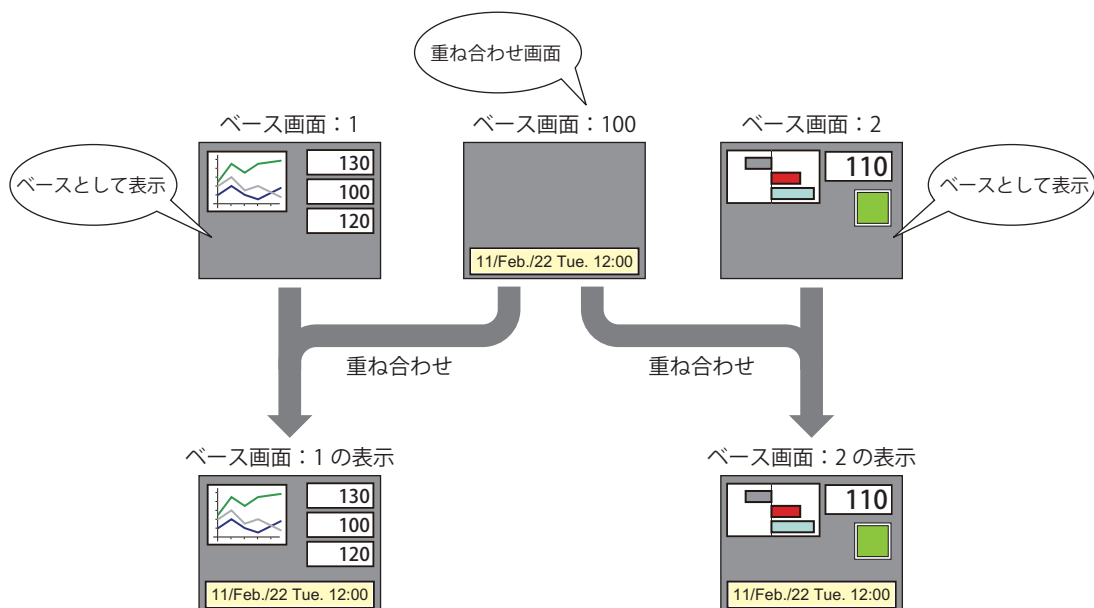 重ね合わせ画面
ベース画面：1
ベース画面：100
ベース画面：2
ベースとして表示
130
100
120
11/Feb./22 Tue. 12:00
110
ベースとして表示
重ね合わせ
重ね合わせ
ベース画面：1 の表示
ベース画面：2 の表示
130
100
120
11/Feb./22 Tue. 12:00
110
11/Feb./22 Tue. 12:00